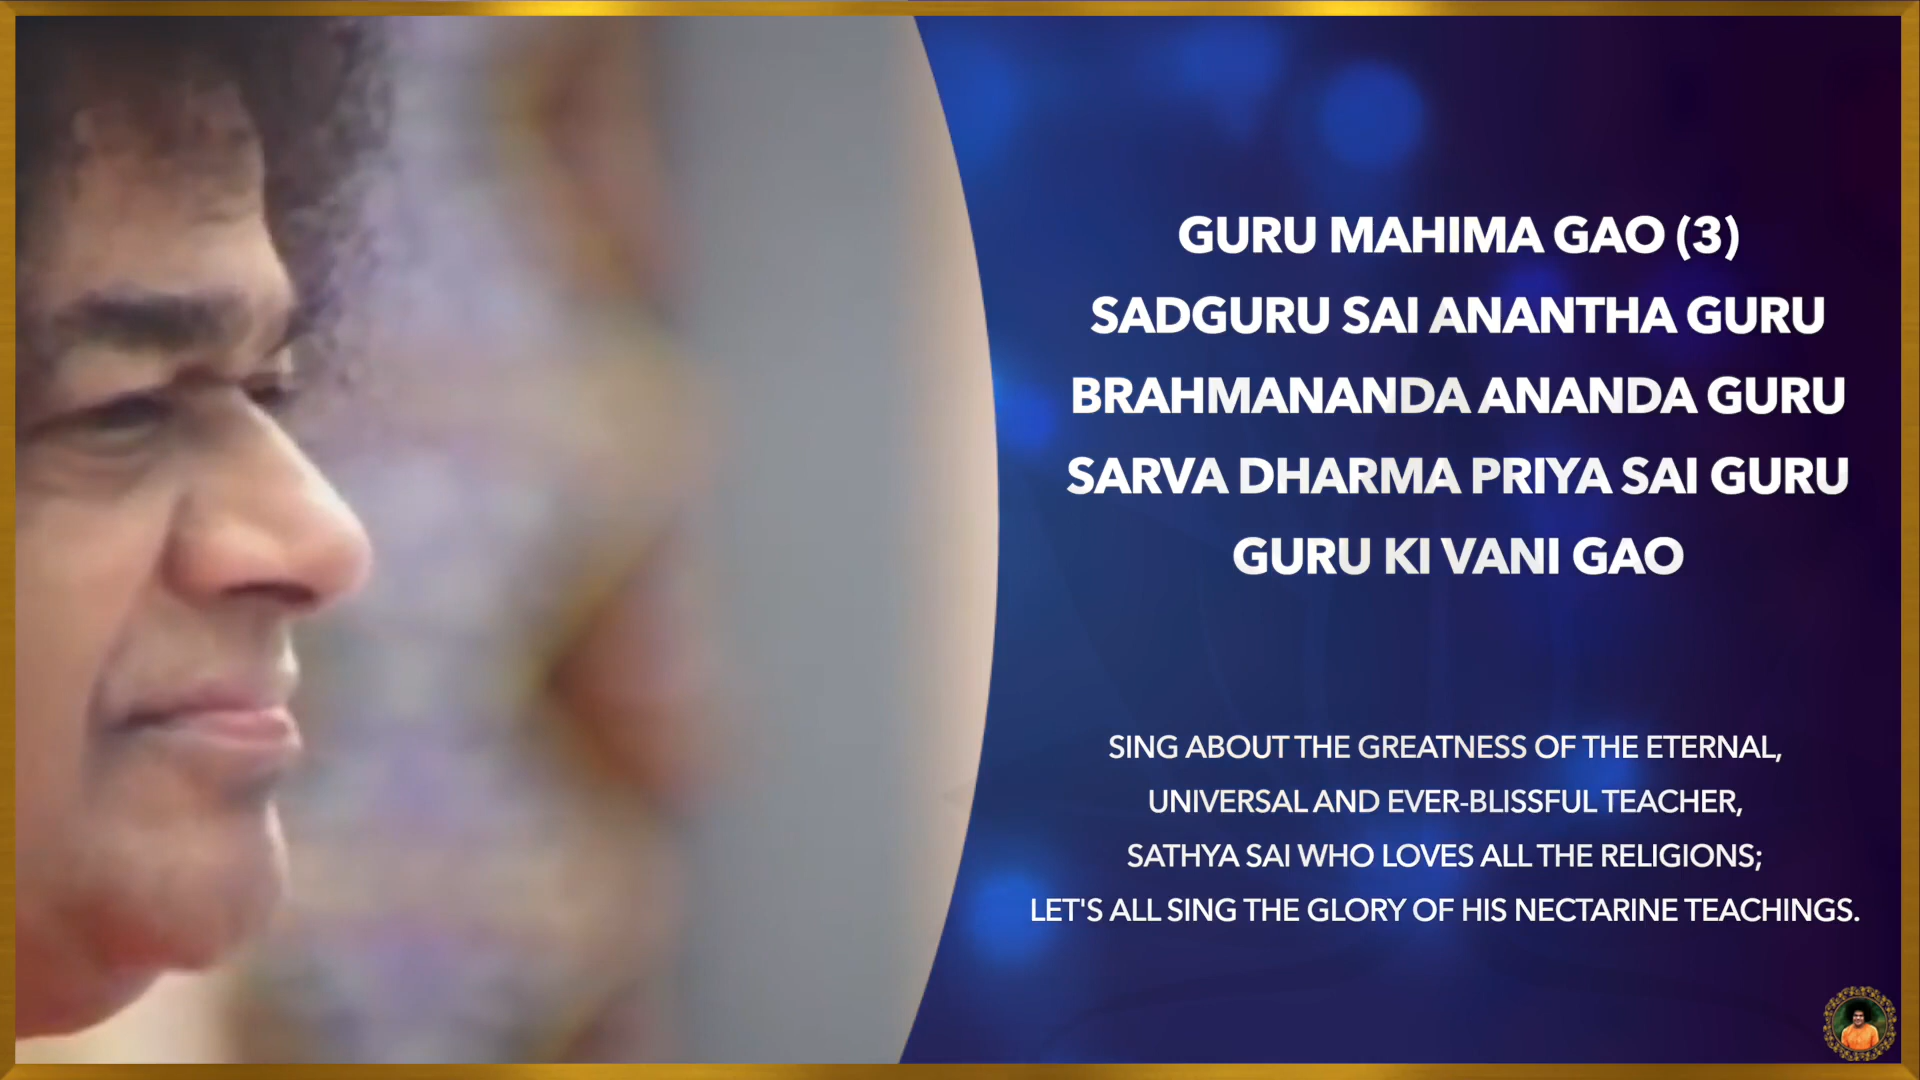 GURU MAHIMA GAO (3)
SADGURU SAI ANANTHA GURU
BRAHMANANDA ANANDA GURU
SARVA DHARMA PRIYA SAI GURU
GURU KI VANI GAO
SING ABOUT THE GREATNESS OF THE ETERNAL,
UNIVERSAL AND EVER-BLISSFUL TEACHER,
SATHYA SAI WHO LOVES ALL THE RELIGIONS;
LET'S ALL SING THE GLORY OF HIS NECTARINE TEACHINGS.